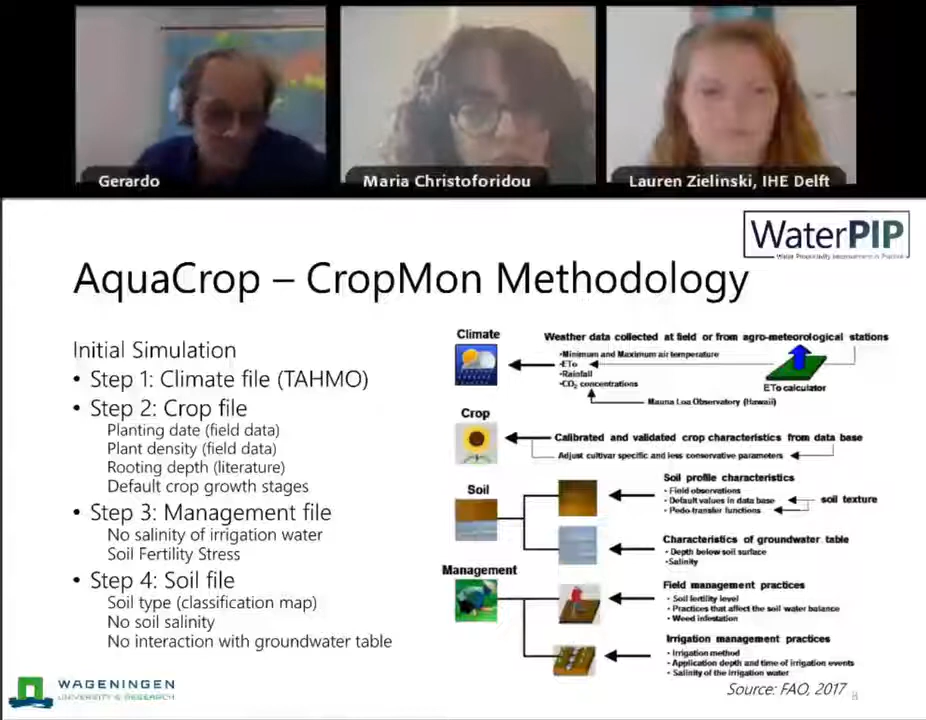 Gerardo
Maria Christoforidou
Lauren Zielinski, IHE Delft
WaterPIP
Water Productivity Improvement in Practice
AquaCrop – CropMon Methodology
Initial Simulation
• Step 1: Climate file (TAHMO)
• Step 2: Crop file
Planting date (field data)
Plant density (field data)
Rooting depth (literature)
Default crop growth stages
• Step 3: Management file
No salinity of irrigation water
Soil Fertility Stress
• Step 4: Soil file
Soil type (classification map)
No soil salinity
No interaction with groundwater table
Climate
Weather data collected at field or from agro-meteorological stations
•Minimum and Maximum air temperature
•ETo
•Rainfall
•CO₂ concentrations
ETo calculator
Mauna Loa Observatory (Hawaii)
Crop
Calibrated and validated crop characteristics from data base
Adjust cultivar specific and less conservative parameters
Soil
Soil profile characteristics
• Field observations
• Default values in data base
• Pedo-transfer functions
soil texture
Characteristics of groundwater table
• Depth below soil surface
•Salinity
Management
Field management practices
• Soil fertility level
• Practices that affect the soil water balance
• Weed infestation
Irrigation management practices
• Irrigation method
• Application depth and time of irrigation events
• Salinity of the irrigation water
Source: FAO, 2017
8
WAGENINGEN
UNIVERSITY & RESEARCH